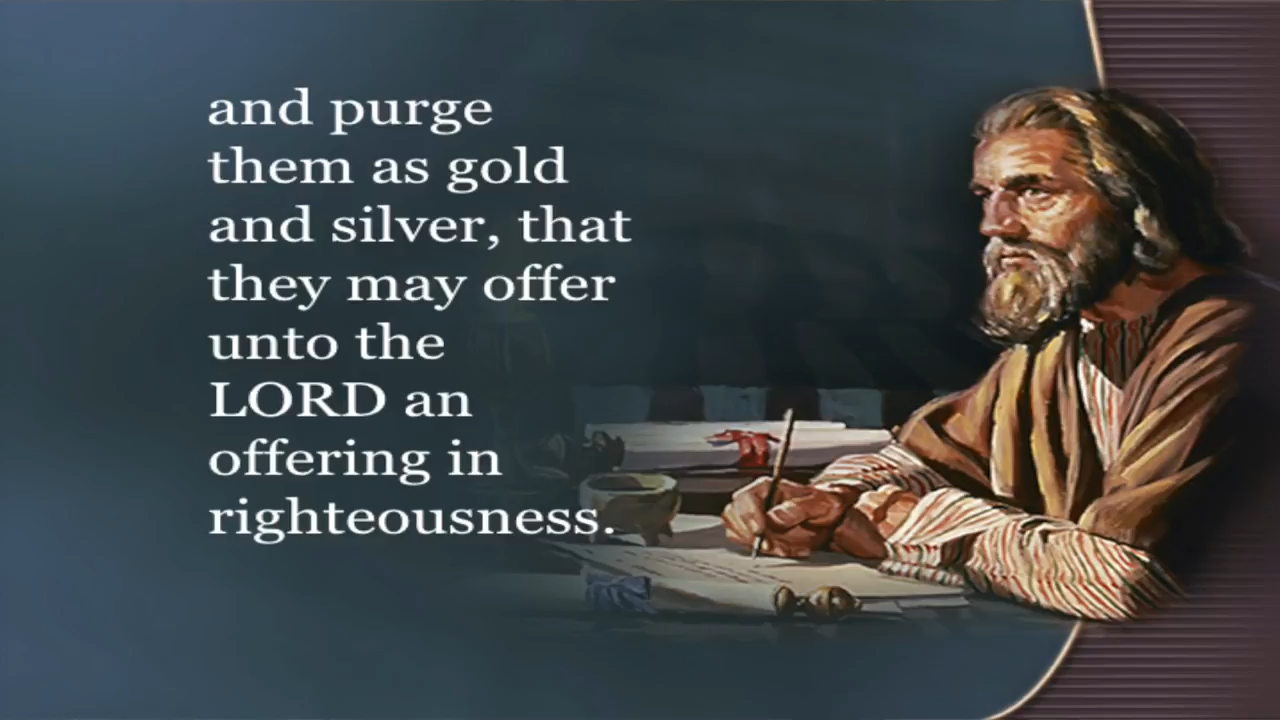 and purge
them as gold
and silver, that
they may offer
unto the
LORD an
offering in
righteousness.